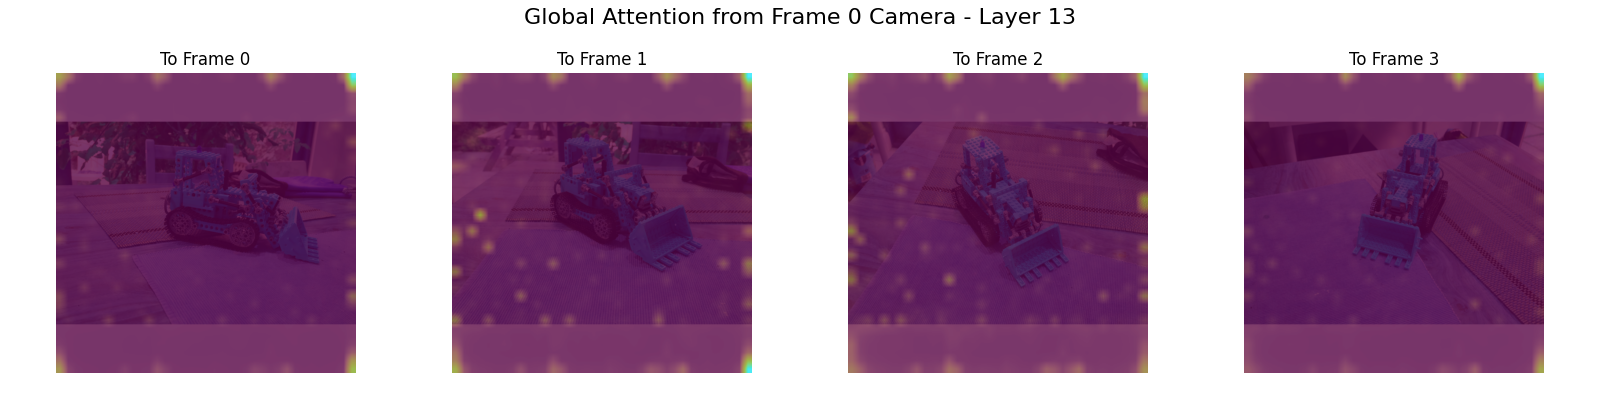 Global Attention from Frame 0 Camera - Layer 13
To Frame 0
To Frame 1
To Frame 2
To Frame 3